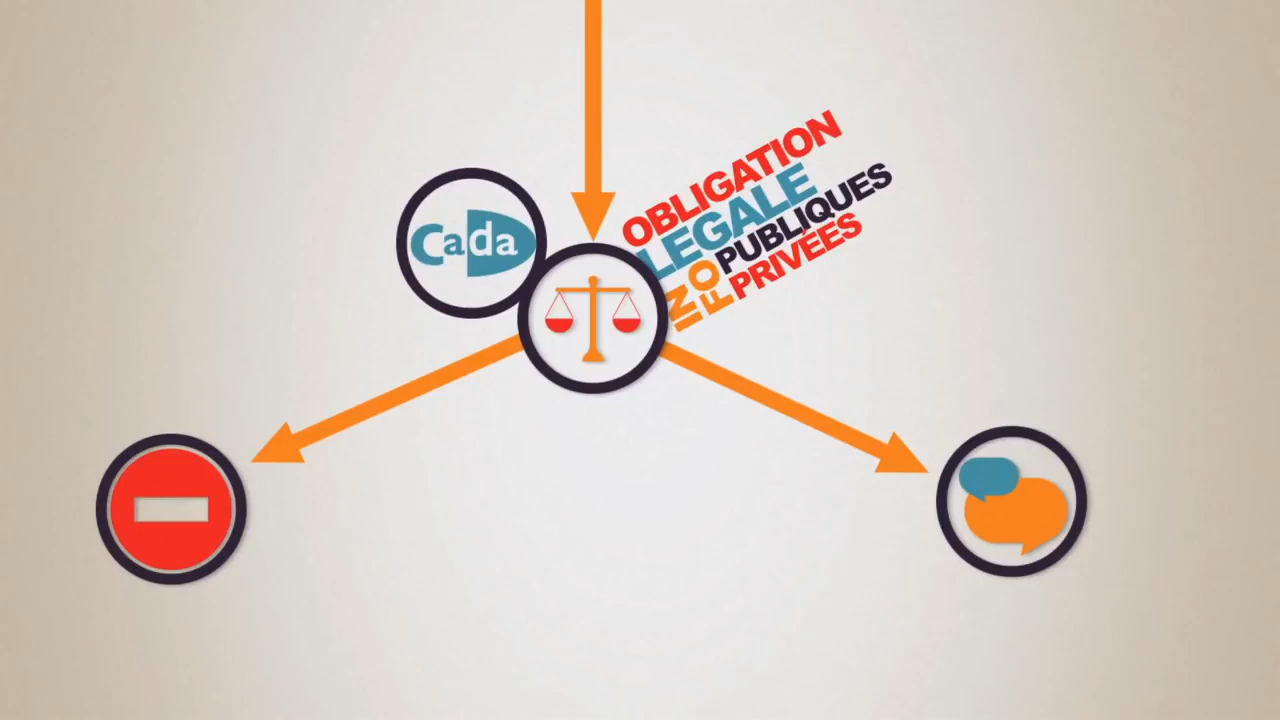 Cada
OBLIGATION
LEGALE
INFO
PUBLIQUES
PRIVÉES